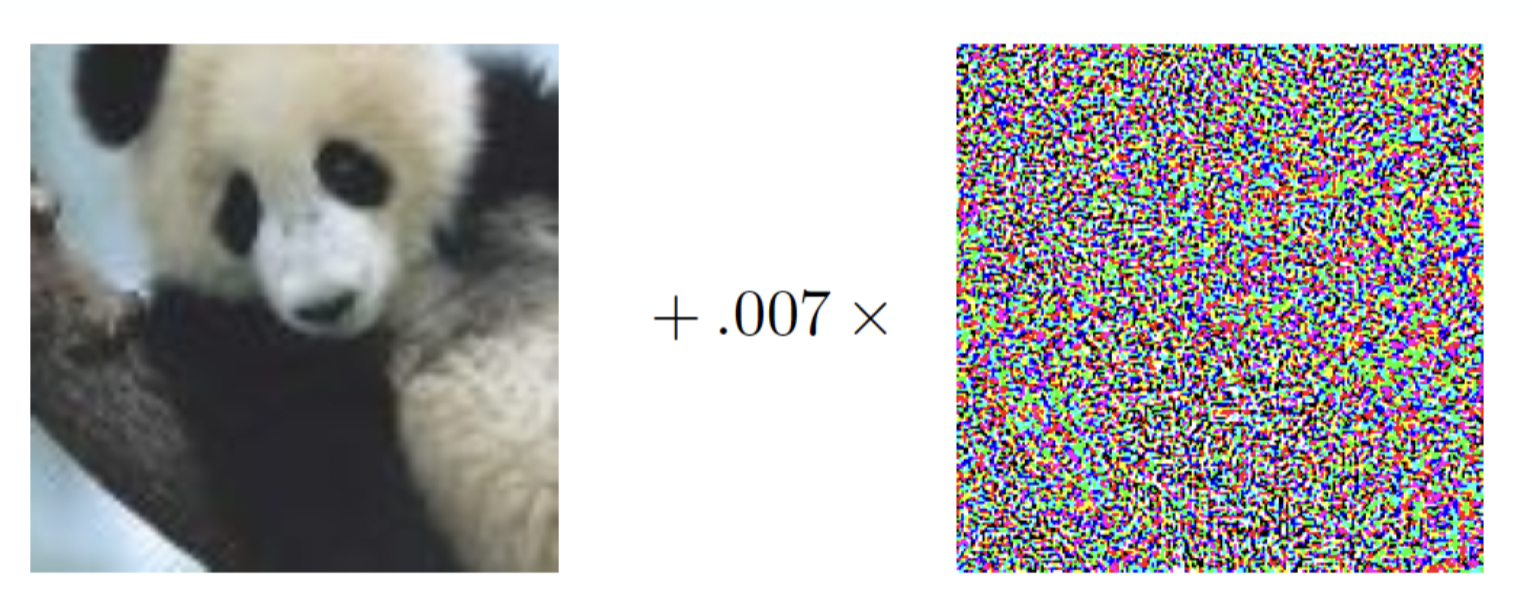 + .007 ×